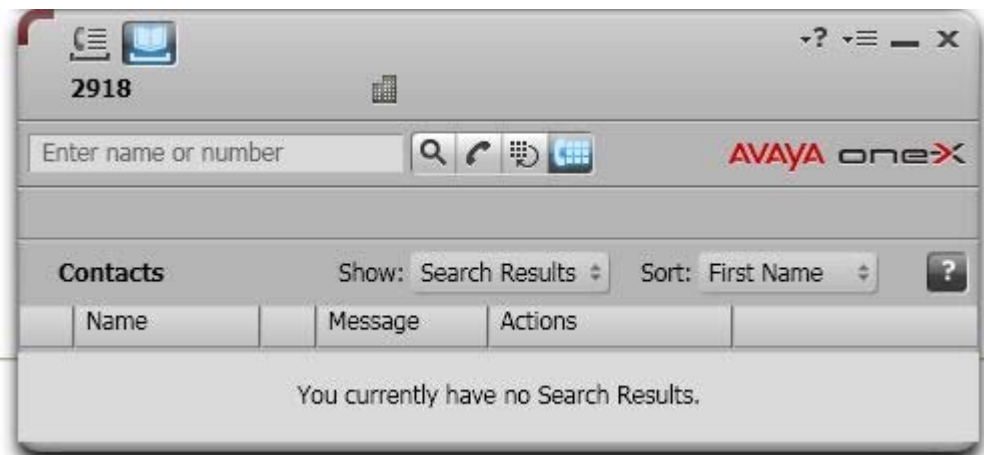 ?
2918
Enter name or number
AVAYA one-X
Contacts Show: Search Results Sort: First Name ?
Name Message Actions
You currently have no Search Results.